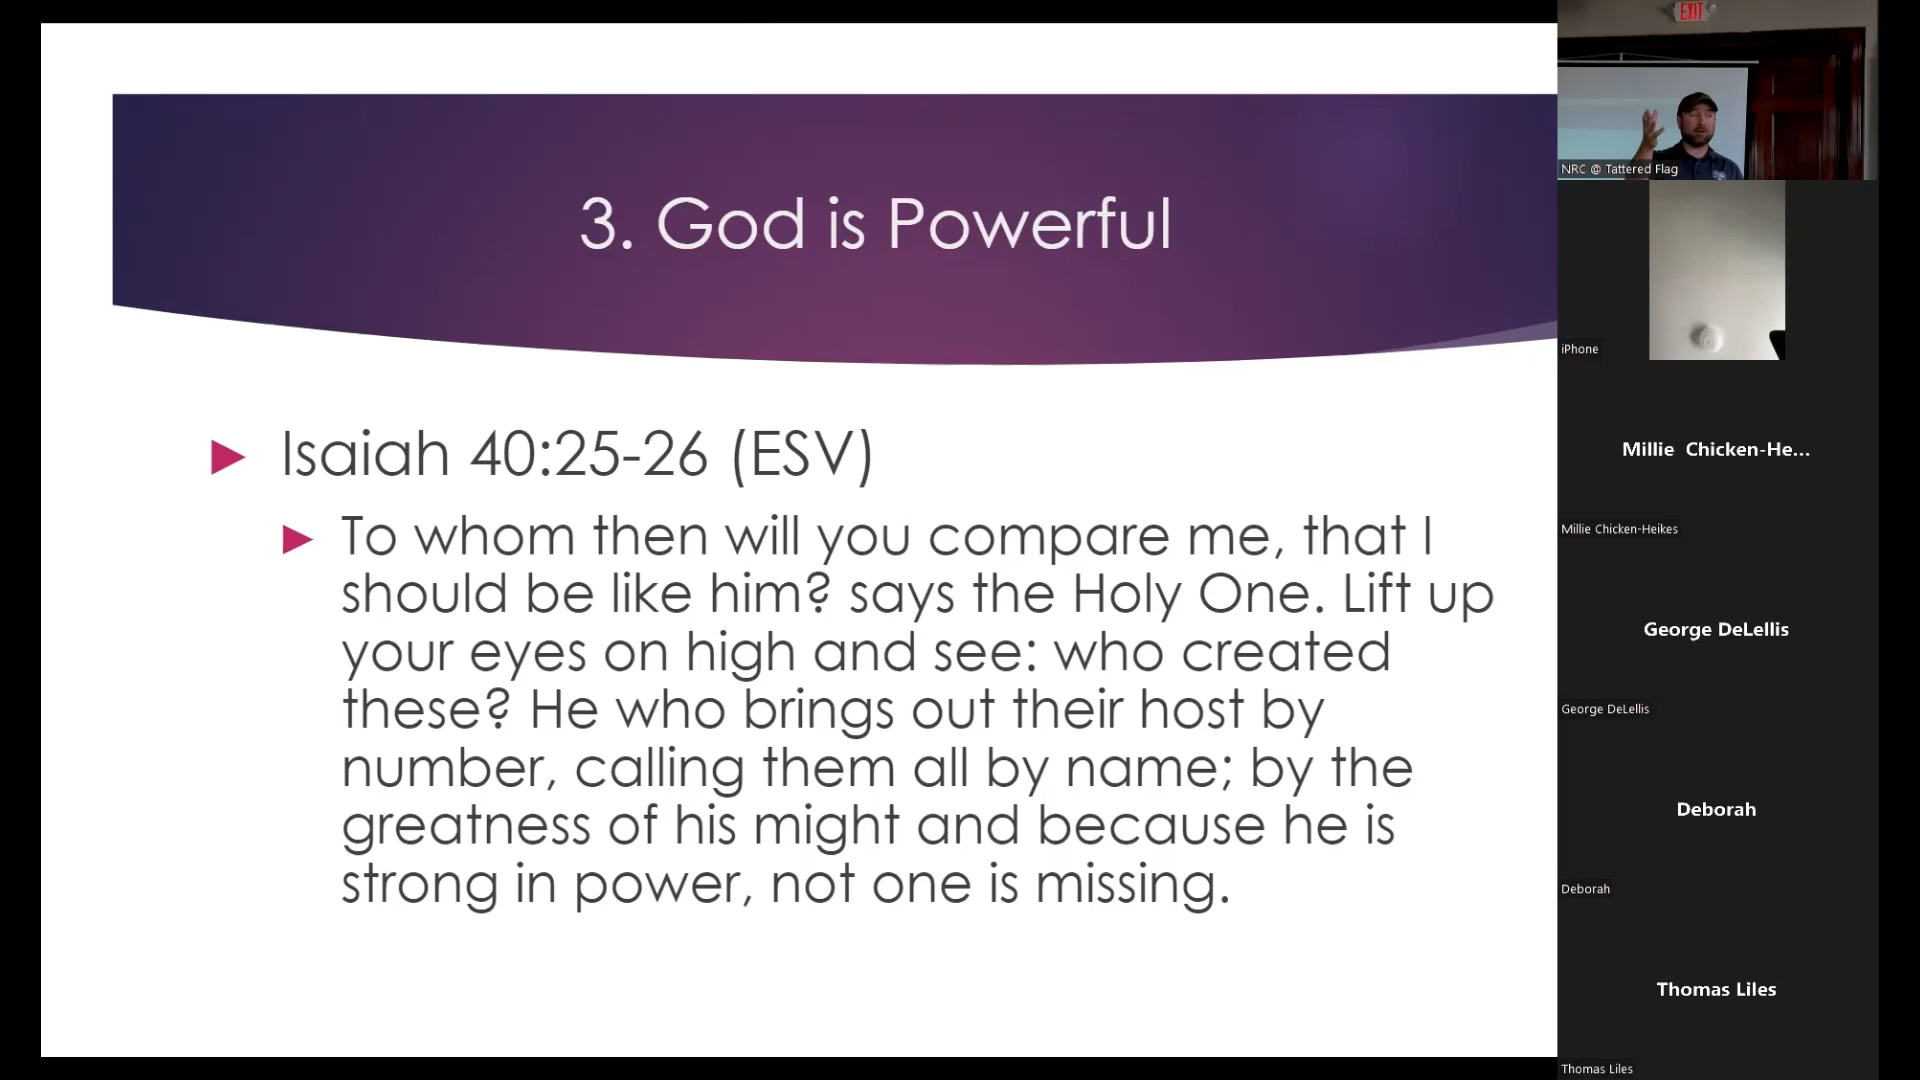 3. God is Powerful
Isaiah 40:25-26 (ESV)
To whom then will you compare me, that I
should be like him? says the Holy One. Lift up
your eyes on high and see: who created
these? He who brings out their host by
number, calling them all by name; by the
greatness of his might and because he is
strong in power, not one is missing.
EXIT
NRC @ Tattered Flag
iPhone
Millie Chicken-He...
Millie Chicken-Heikes
George DeLellis
George DeLellis
Deborah
Deborah
Thomas Liles
Thomas Liles